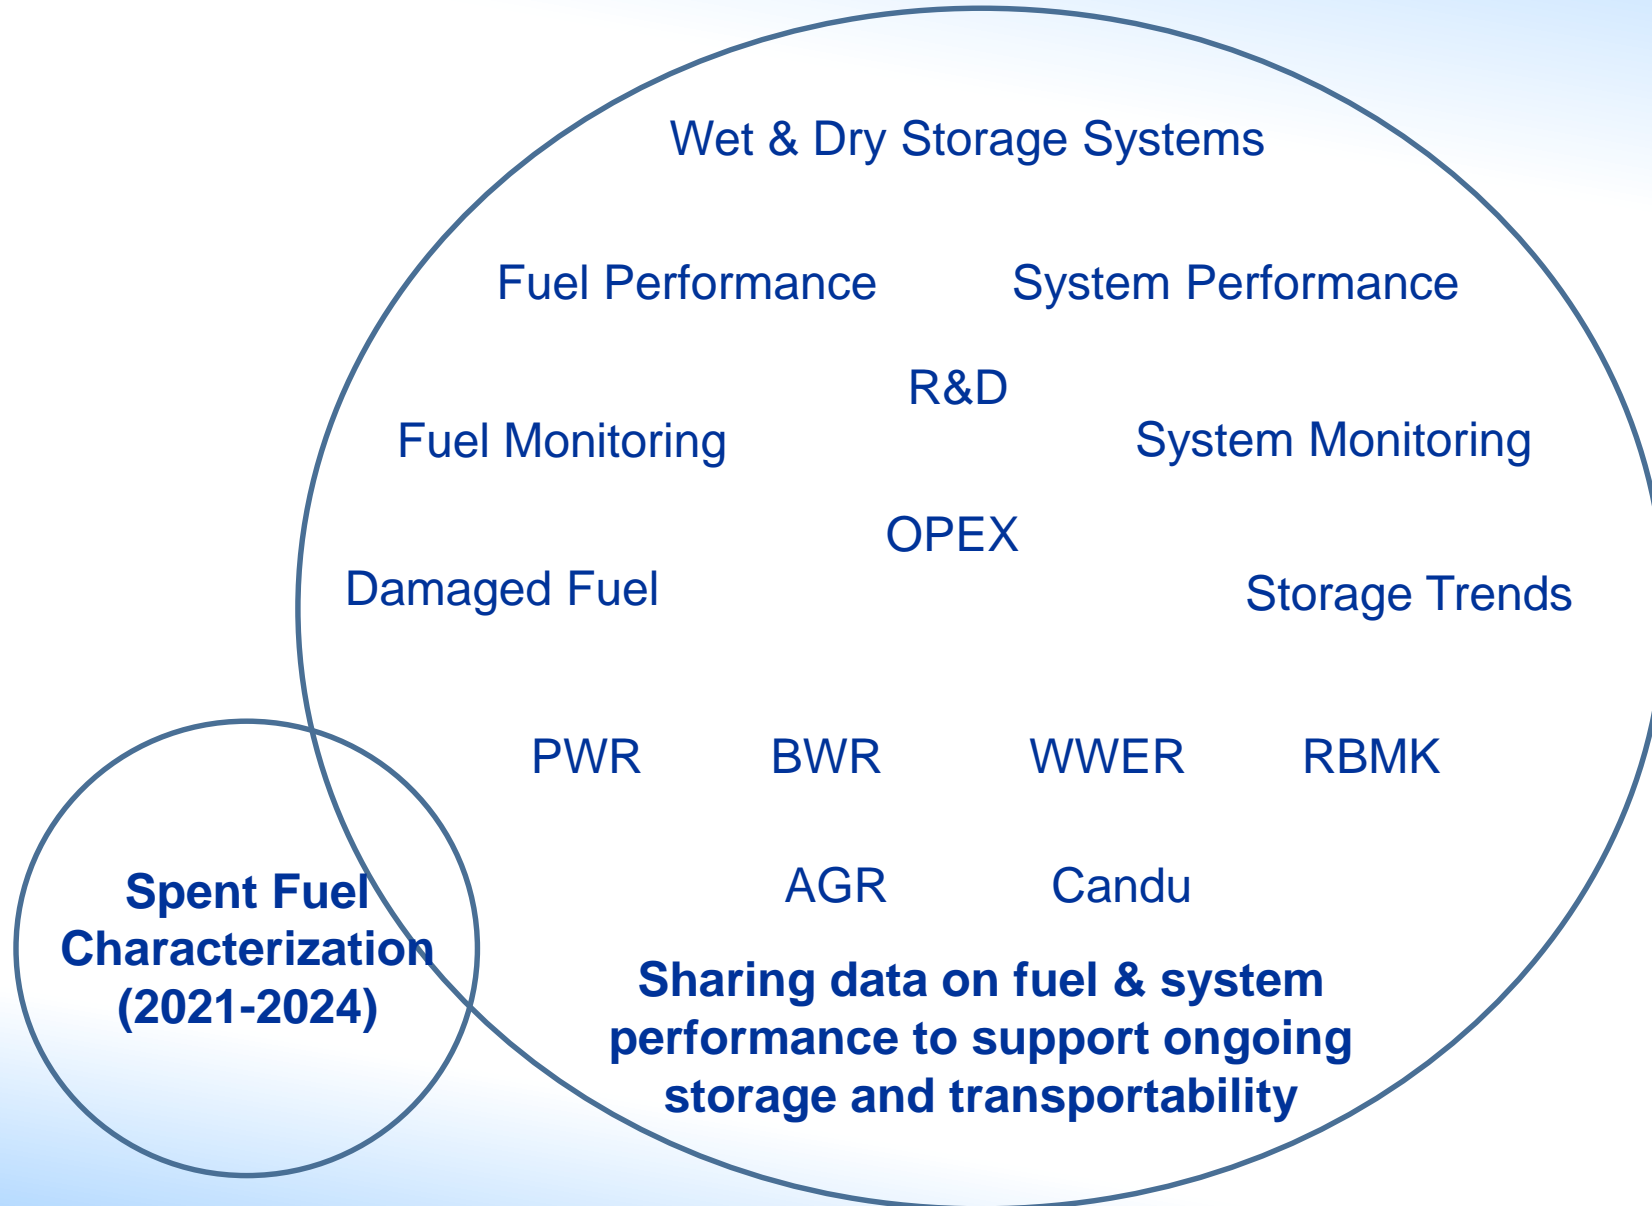 Wet & Dry Storage Systems
Fuel Performance
System Performance
R&D
Fuel Monitoring
System Monitoring
OPEX
Damaged Fuel
Storage Trends
PWR
BWR
WWER
RBMK
AGR
Candu
Spent Fuel
Characterization
(2021-2024)
Sharing data on fuel & system
performance to support ongoing
storage and transportability